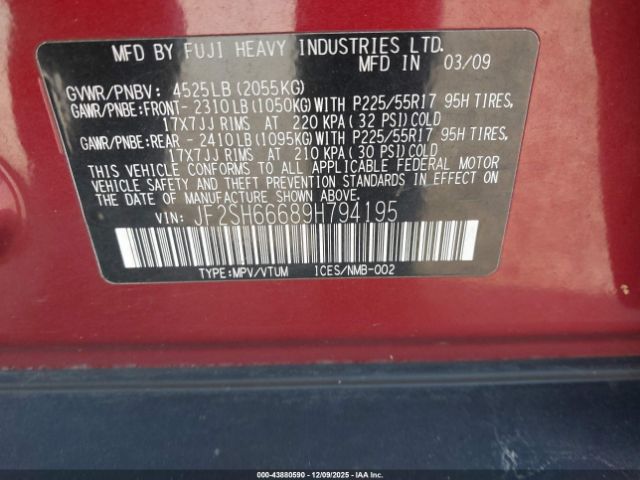 MFD BY FUJI HEAVY INDUSTRIES LTD.
MFD IN 03/09
GVWR/PNBV: 4525LB(2055KG)
GAWR/PNBE:FRONT- 2310LB(1050KG)WITH P225/55R17 95H TIRES,
17X7JJ RIMS AT 220 KPA(32 PSI)COLD
GAWR/PNBE:REAR - 2410LB(1095KG)WITH P225/55R17 95H TIRES,
17X7JJ RIMS AT 210 KPA(30 PSI)COLD
THIS VEHICLE CONFORMS TO ALL APPLICABLE FEDERAL MOTOR
VEHICLE SAFETY AND THEFT PREVENTION STANDARDS IN EFFECT ON
THE DATE OF MANUFACTURE SHOWN ABOVE.
VIN: JF2SH66689H794195
TYPE:MPV/VTUM ICES/NMB-002
000-43880590 - 12/09/2025 - IAA Inc.